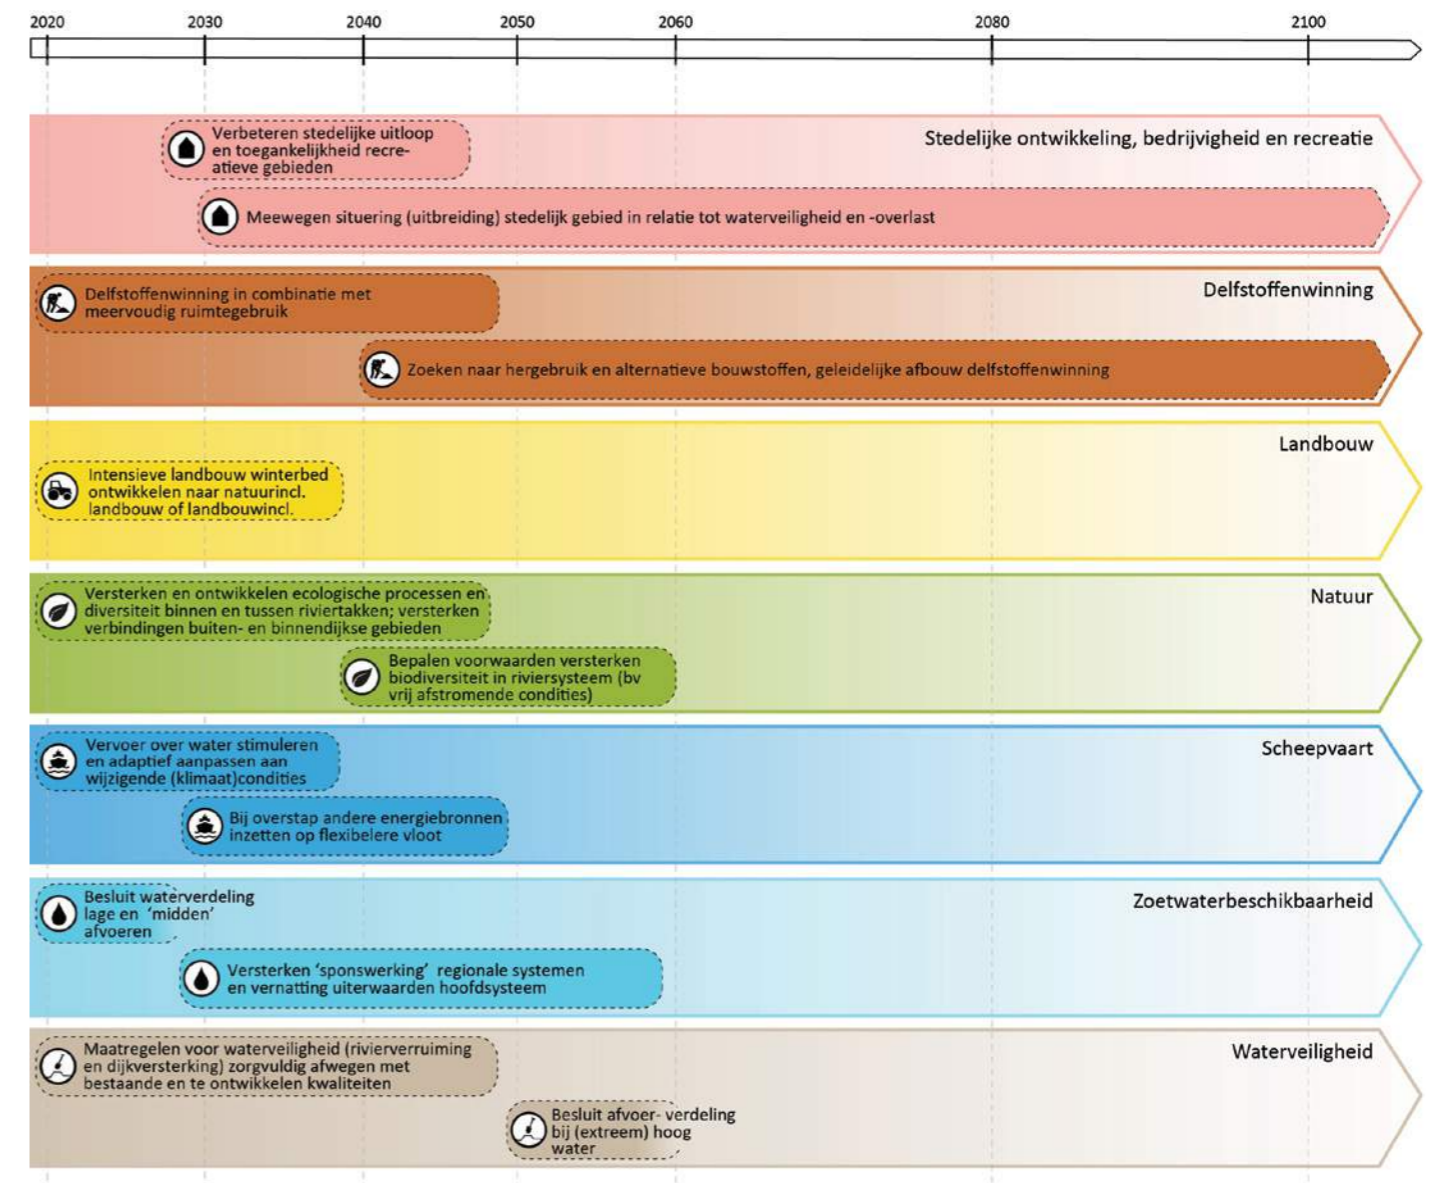 2020 2030 2040 2050 2060 2080 2100
Stedelijke ontwikkeling, bedrijvigheid en recreatie
Verbeteren stedelijke uitloop
en toegankelijkheid recre-
atieve gebieden
Meewegen situering (uitbreiding) stedelijk gebied in relatie tot waterveiligheid en -overlast
Delfstoffenwinning
Delfstoffenwinning in combinatie met
meervoudig ruimtegebruik
Zoeken naar hergebruik en alternatieve bouwstoffen, geleidelijke afbouw delfstoffenwinning
Landbouw
Intensieve landbouw winterbed
ontwikkelen naar natuurincl.
landbouw of landbouwincl.
Natuur
Versterken en ontwikkelen ecologische processen en
diversiteit binnen en tussen riviertakken; versterken
verbindingen buiten- en binnendijkse gebieden
Bepalen voorwaarden versterken
biodiversiteit in riviersysteem (bv
vrij afstromende condities)
Scheepvaart
Vervoer over water stimuleren
en adaptief aanpassen aan
wijzigende (klimaat)condities
Bij overstap andere energiebronnen
inzetten op flexibelere vloot
Zoetwaterbeschikbaarheid
Besluit waterverdeling
lage en 'midden'
afvoeren
Versterken 'sponswerking' regionale systemen
en vernatting uiterwaarden hoofdsysteem
Waterveiligheid
Maatregelen voor waterveiligheid (rivierverruiming
en dijkversterking) zorgvuldig afwegen met
bestaande en te ontwikkelen kwaliteiten
Besluit afvoer- verdeling
bij (extreem) hoog
water